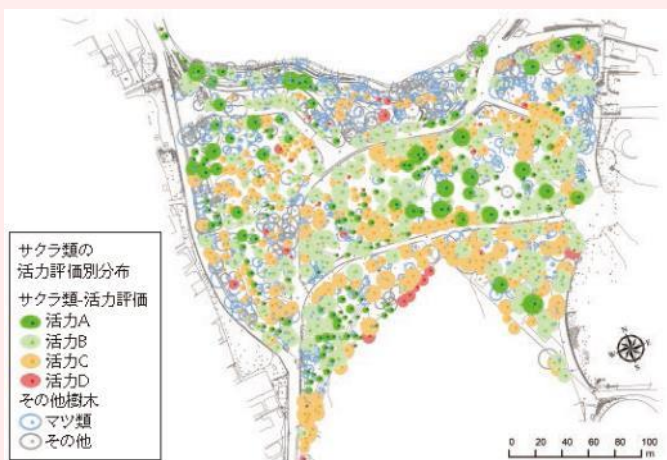 サクラ類の
活力評価別分布
サクラ類-活力評価
活力A
活力B
活力C
活力D
その他樹木
マツ類
その他
N
E
S
W
0 20 40 60 80 100
m